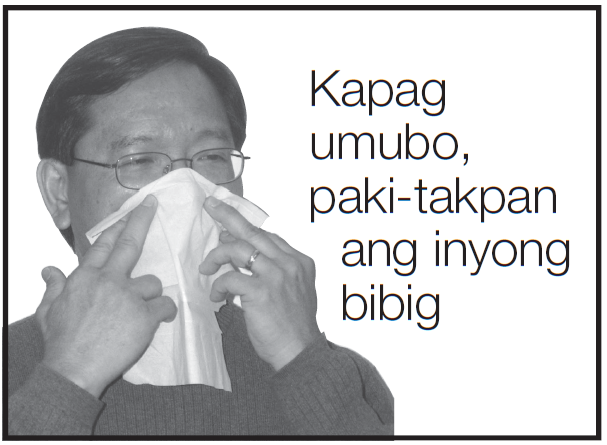 Kapag
umubo,
paki-takpan
ang inyong
bibig